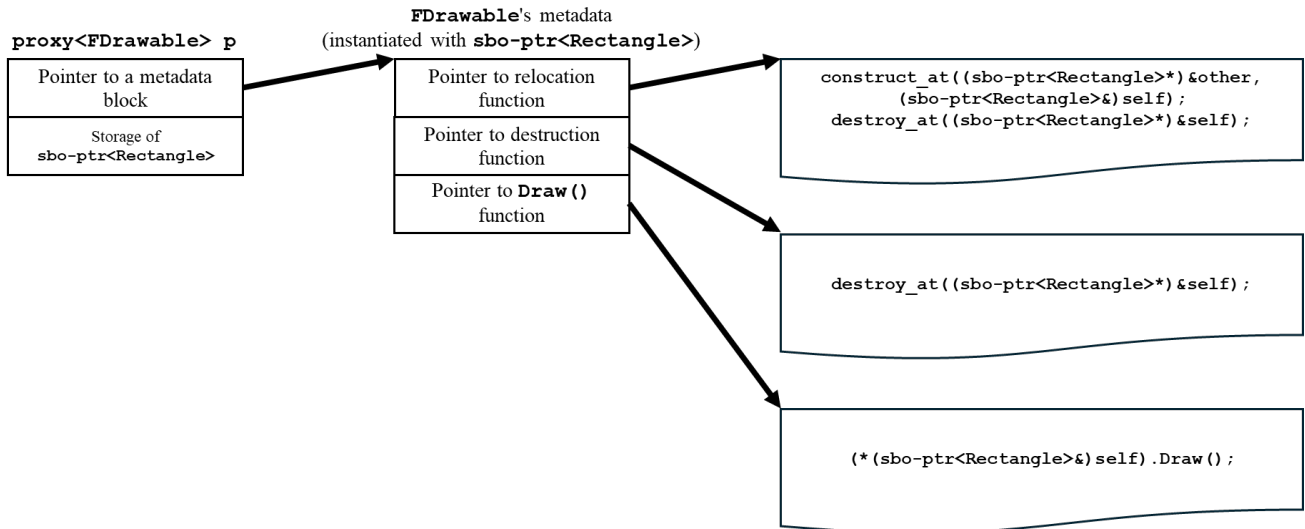 proxy<FDrawable> p
Pointer to a metadata
block
Storage of
sbo-ptr<Rectangle>
FDrawable's metadata
(instantiated with sbo-ptr<Rectangle>)
Pointer to relocation
function
Pointer to destruction
function
Pointer to Draw()
function
construct_at((sbo-ptr<Rectangle>*)&other,
(sbo-ptr<Rectangle>&)self);
destroy_at((sbo-ptr<Rectangle>*)&self);
destroy_at((sbo-ptr<Rectangle>*)&self);
(*(sbo-ptr<Rectangle>&)self).Draw();